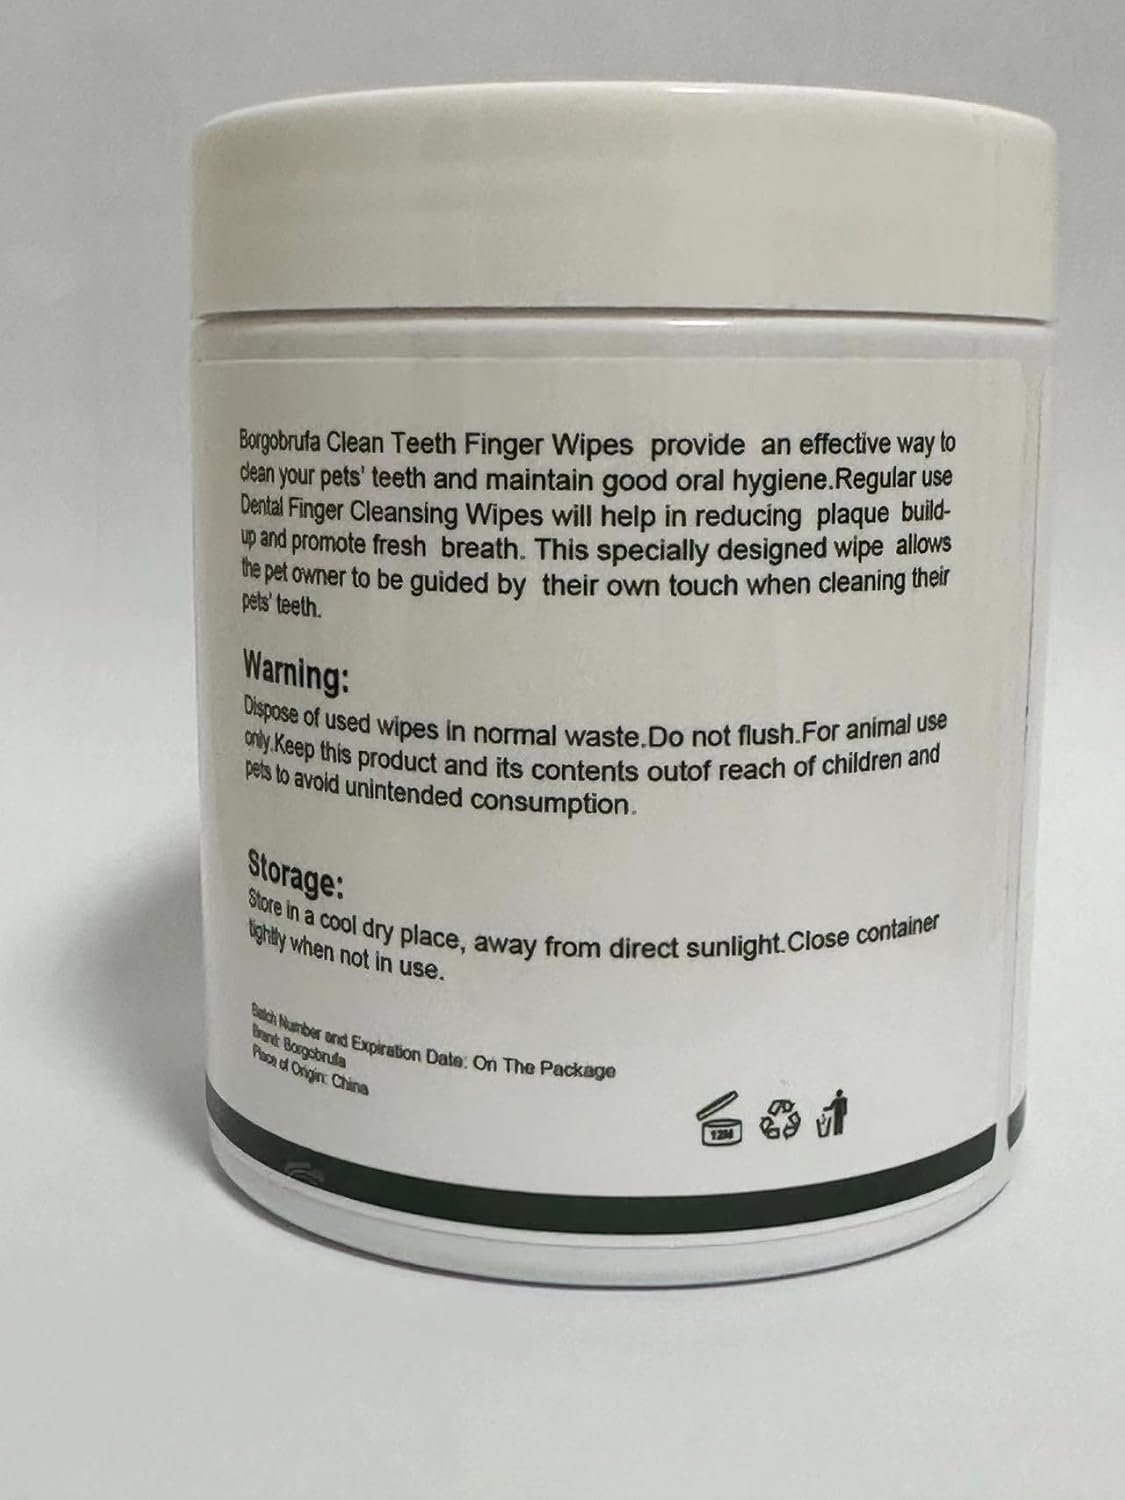 Borgobrufa Clean Teeth Finger Wipes provide an effective way to
clean your pets' teeth and maintain good oral hygiene.Regular use
Dental Finger Cleansing Wipes will help in reducing plaque build-
up and promote fresh breath. This specially designed wipe allows
the pet owner to be guided by their own touch when cleaning their
pets' teeth.
Warning:
Dispose of used wipes in normal waste.Do not flush.For animal use
only.Keep this product and its contents outof reach of children and
pets to avoid unintended consumption.
Storage:
Store in a cool dry place, away from direct sunlight.Close container
tightly when not in use.
Batch Number and Expiration Date: On The Package
Brand: Borgobrufa
Place of Origin: China
12M